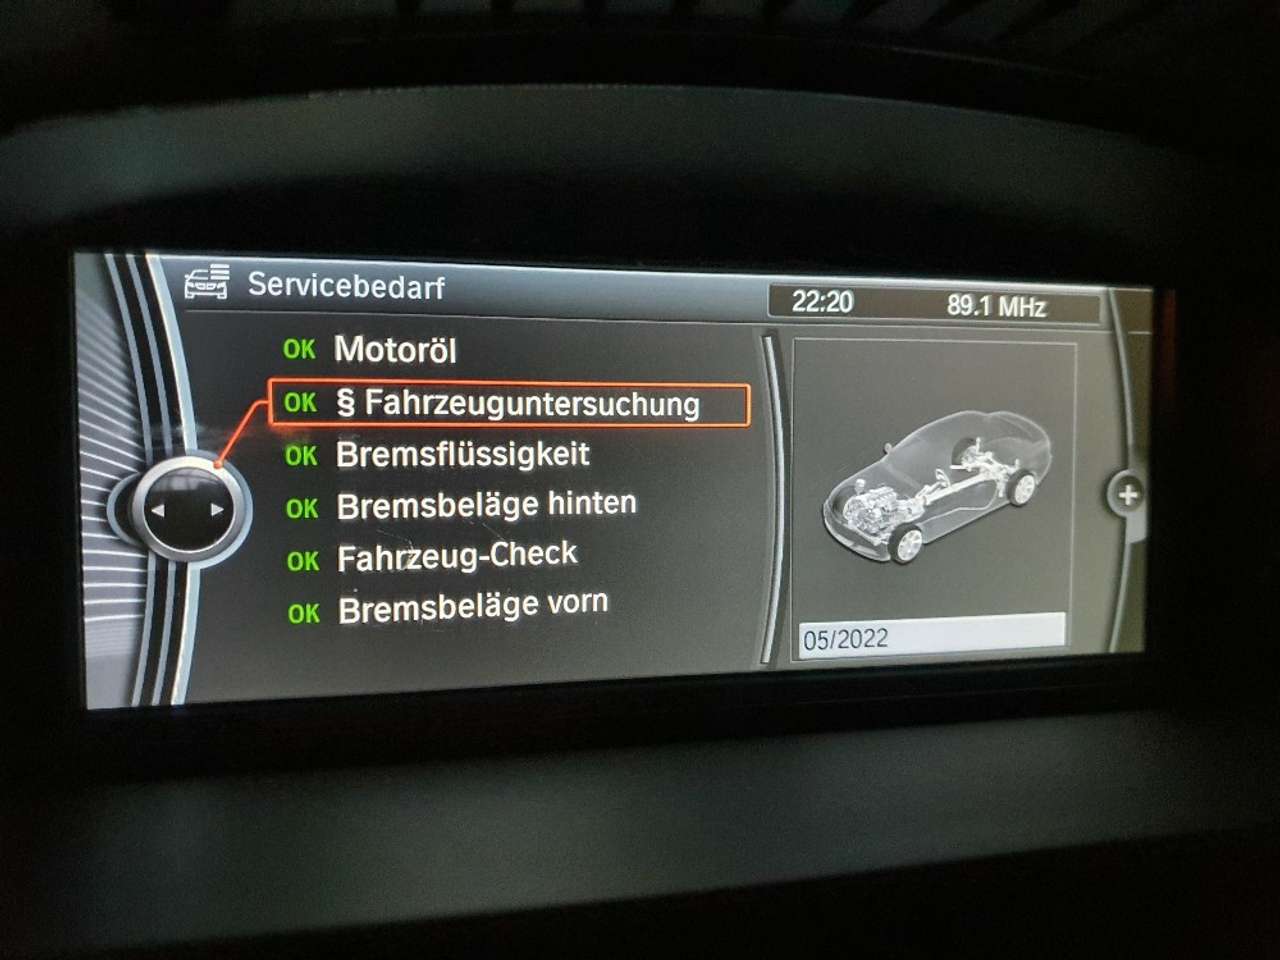 Servicebedarf
22:20 89.1 MHz
OK Motoröl
OK § Fahrzeuguntersuchung
OK Bremsflüssigkeit
OK Bremsbeläge hinten
OK Fahrzeug-Check
OK Bremsbeläge vorn
05/2022